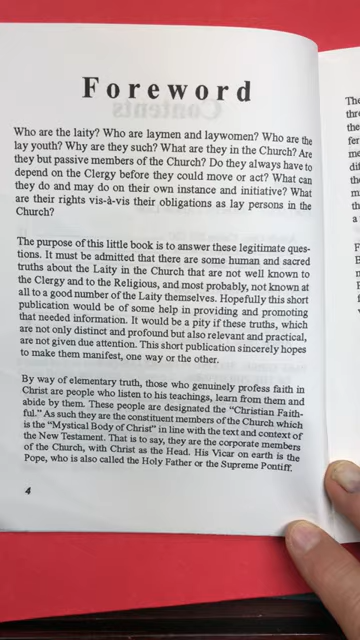 Foreword
Who are the laity? Who are laymen and laywomen? Who are the
lay youth? Why are they such? What are they in the Church? Are
they but passive members of the Church? Do they always have to
depend on the Clergy before they could move or act? What can
they do and may do on their own instance and initiative? What
are their rights vis-à-vis their obligations as lay persons in the
Church?
The purpose of this little book is to answer these legitimate ques-
tions. It must be admitted that there are some human and sacred
truths about the Laity in the Church that are not well known to
the Clergy and to the Religious, and most probably, not known at
all to a good number of the Laity themselves. Hopefully this short
publication would be of some help in providing and promoting
that needed information. It would be a pity if these truths, which
are not only distinct and profound but also relevant and practical,
are not given due attention. This short publication sincerely hopes
to make them manifest, one way or the other.
By way of elementary truth, those who genuinely profess faith in
Christ are people who listen to his teachings, learn from them and
abide by them. These people are designated the “Christian Faith-
ful.” As such they are the constituent members of the Church which
is the “Mystical Body of Christ” in line with the text and context of
the New Testament. That is to say, they are the corporate members
of the Church, with Christ as the Head. His Vicar on earth is the
Pope, who is also called the Holy Father or the Supreme Pontiff.
4